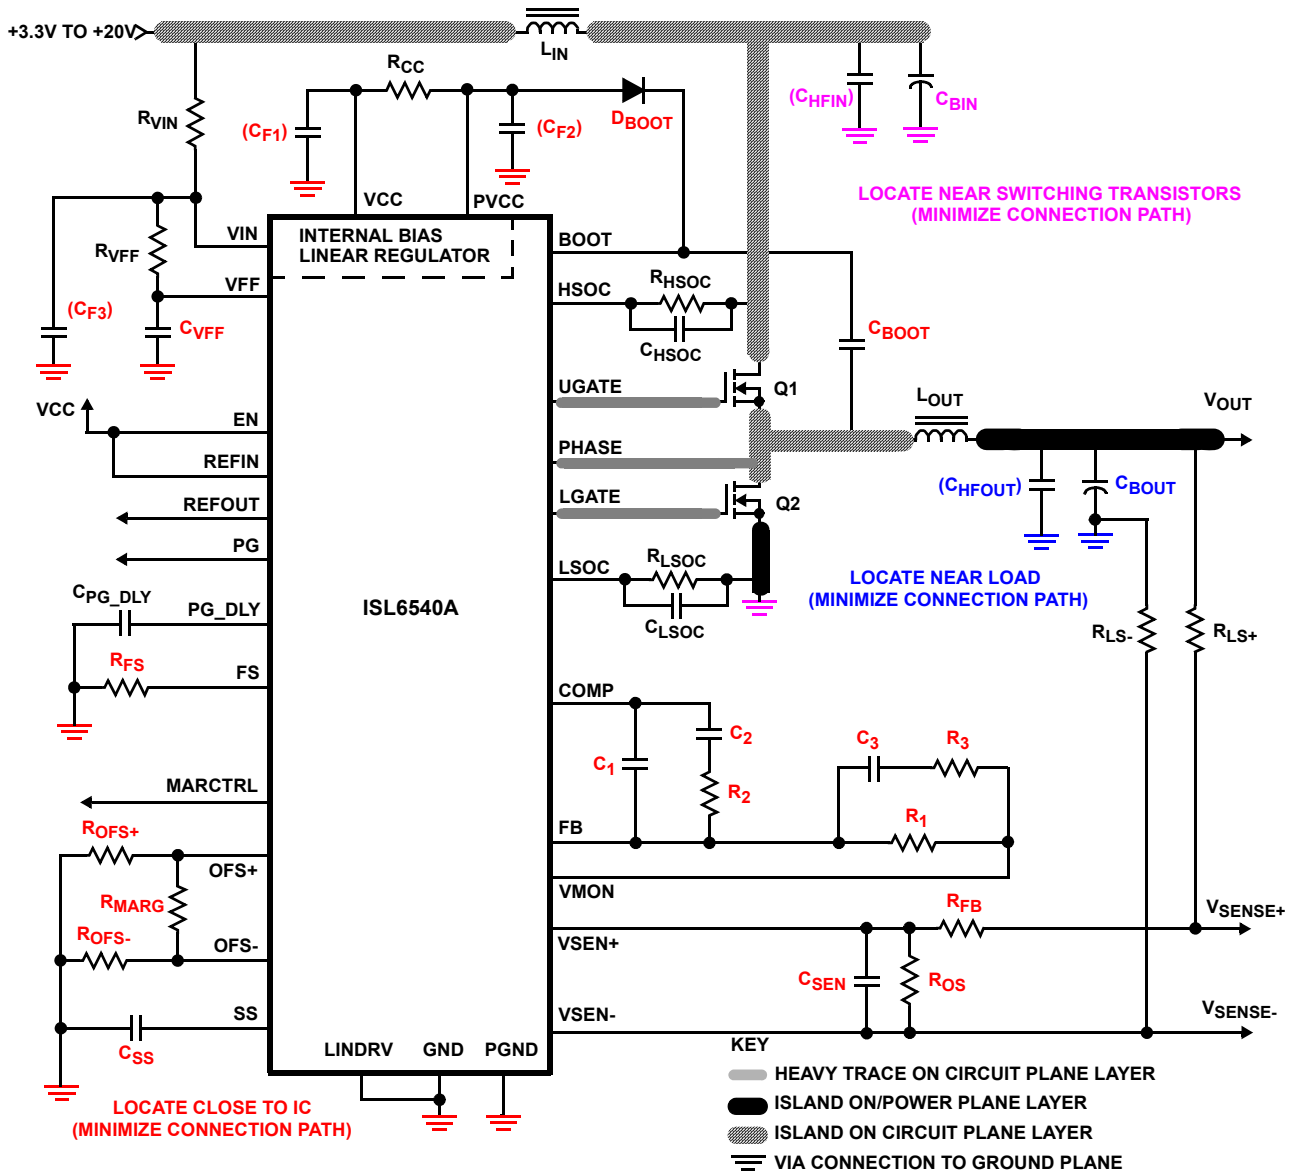 +3.3V TO +20V
LIN
RCC
RVIN
(CF1)
(CF2)
DBOOT
(CHFIN)
CBIN
LOCATE NEAR SWITCHING TRANSISTORS
(MINIMIZE CONNECTION PATH)
VCC
PVCC
VIN
INTERNAL BIAS
LINEAR REGULATOR
BOOT
RVFF
VFF
HSOC
RHSOC
CHSOC
(CF3)
CVFF
CBOOT
UGATE
Q1
VCC
EN
LOUT
VOUT
PHASE
REFIN
LGATE
Q2
(CHFOUT)
CBOUT
REFOUT
PG
LSOC
RLSOC
CLSOC
LOCATE NEAR LOAD
(MINIMIZE CONNECTION PATH)
CPG_DLY
PG_DLY
ISL6540A
RLS-
RLS+
RFS
FS
COMP
C2
C1
R2
C3
R3
R1
MARCTRL
FB
ROFS+
OFS+
VMON
RMARG
RFB
VSENSE+
ROFS-
OFS-
VSEN+
CSEN
ROS
SS
VSEN-
VSENSE-
CSS
LINDRV
GND
PGND
LOCATE CLOSE TO IC
(MINIMIZE CONNECTION PATH)
KEY
HEAVY TRACE ON CIRCUIT PLANE LAYER
ISLAND ON/POWER PLANE LAYER
ISLAND ON CIRCUIT PLANE LAYER
VIA CONNECTION TO GROUND PLANE